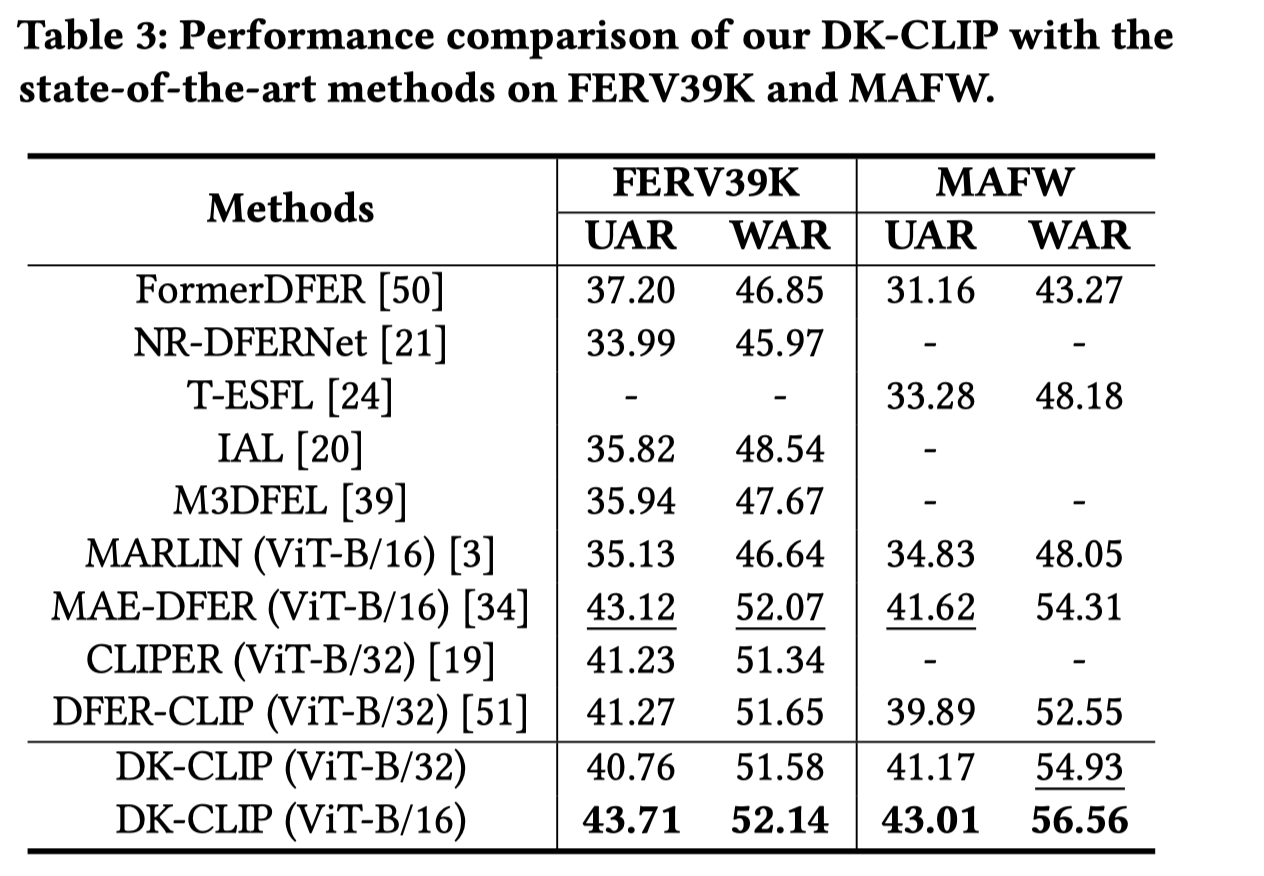 Table 3: Performance comparison of our DK-CLIP with the
state-of-the-art methods on FERV39K and MAFW.
Methods FERV39K MAFW
UAR WAR UAR WAR
FormerDFER [50] 37.20 46.85 31.16 43.27
NR-DFERNet [21] 33.99 45.97 - -
T-ESFL [24] - - 33.28 48.18
IAL [20] 35.82 48.54 -
M3DFEL [39] 35.94 47.67 - -
MARLIN (ViT-B/16) [3] 35.13 46.64 34.83 48.05
MAE-DFER (ViT-B/16) [34] 43.12 52.07 41.62 54.31
CLIPER (ViT-B/32) [19] 41.23 51.34 - -
DFER-CLIP (ViT-B/32) [51] 41.27 51.65 39.89 52.55
DK-CLIP (ViT-B/32) 40.76 51.58 41.17 54.93
DK-CLIP (ViT-B/16) 43.71 52.14 43.01 56.56